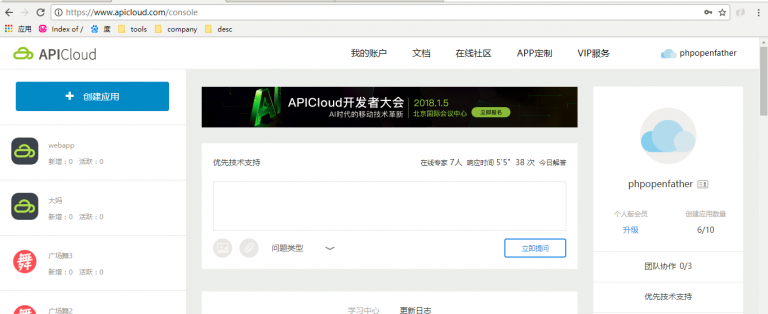 https://www.apicloud.com/console
应用 Index of / 度 tools company desc
APICloud 我的账户 文档 在线社区 APP定制 VIP服务 phpopenfather
+ 创建应用
webapp
新增：0 活跃：0
大妈
新增：0 活跃：0
广场舞3
新增：0 活跃：0
广场舞2
APICloud开发者大会 2018.1.5
AI时代的移动技术革新 北京国际会议中心 立即报名
优先技术支持 在线专家 7人 响应时间 5'5" 38 次 今日解答
问题类型 立即提问
学习中心 更新日志
phpopenfather
个人版会员 创建应用数量
升级 6/10
团队协作 0/3
优先技术支持